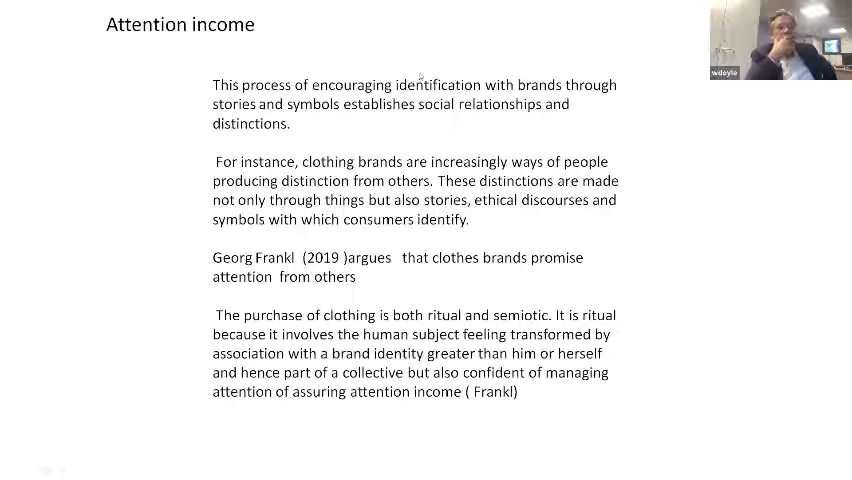 Attention income
wdoyle
This process of encouraging identification with brands through
stories and symbols establishes social relationships and
distinctions.
For instance, clothing brands are increasingly ways of people
producing distinction from others. These distinctions are made
not only through things but also stories, ethical discourses and
symbols with which consumers identify.
Georg Frankl (2019 )argues that clothes brands promise
attention from others
The purchase of clothing is both ritual and semiotic. It is ritual
because it involves the human subject feeling transformed by
association with a brand identity greater than him or herself
and hence part of a collective but also confident of managing
attention of assuring attention income ( Frankl)